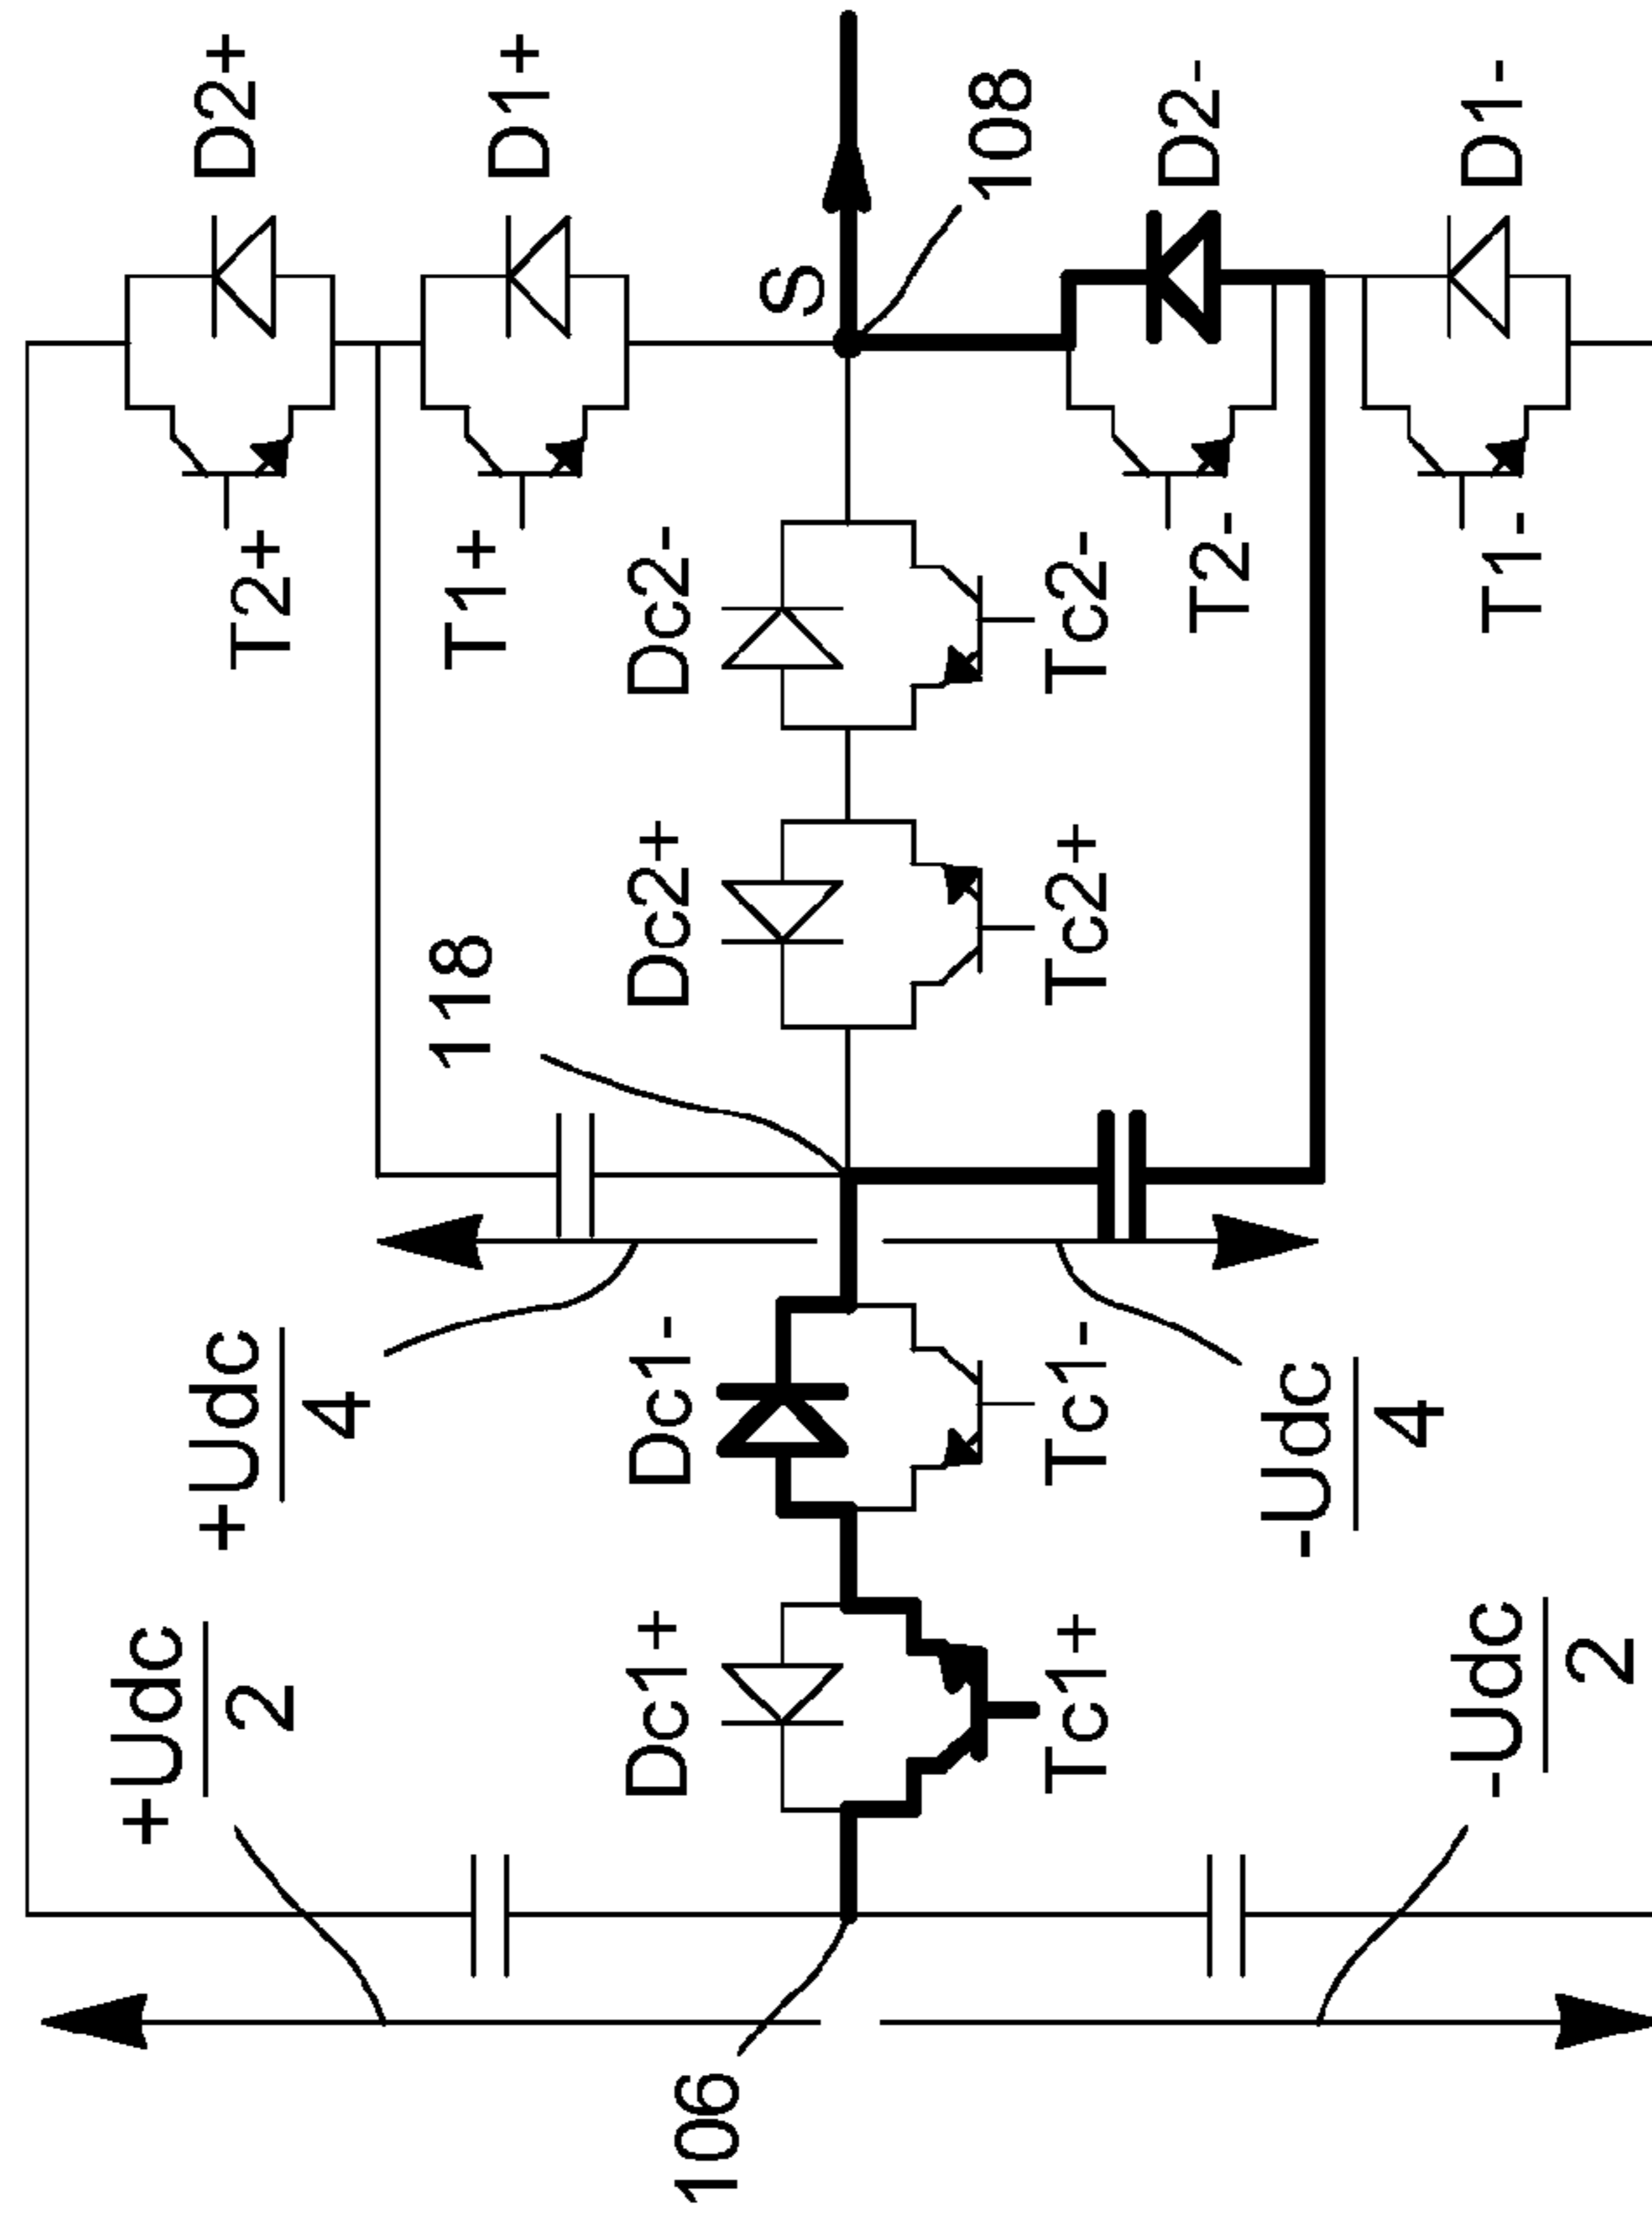 +Udc
2
+Udc
4
D2+
T2+
118
T1+
D1+
Dc1+
Dc1-
Dc2+
Dc2-
106
S
108
Tc1+
Tc1-
Tc2+
Tc2-
T2-
D2-
-Udc
4
-Udc
2
T1-
D1-